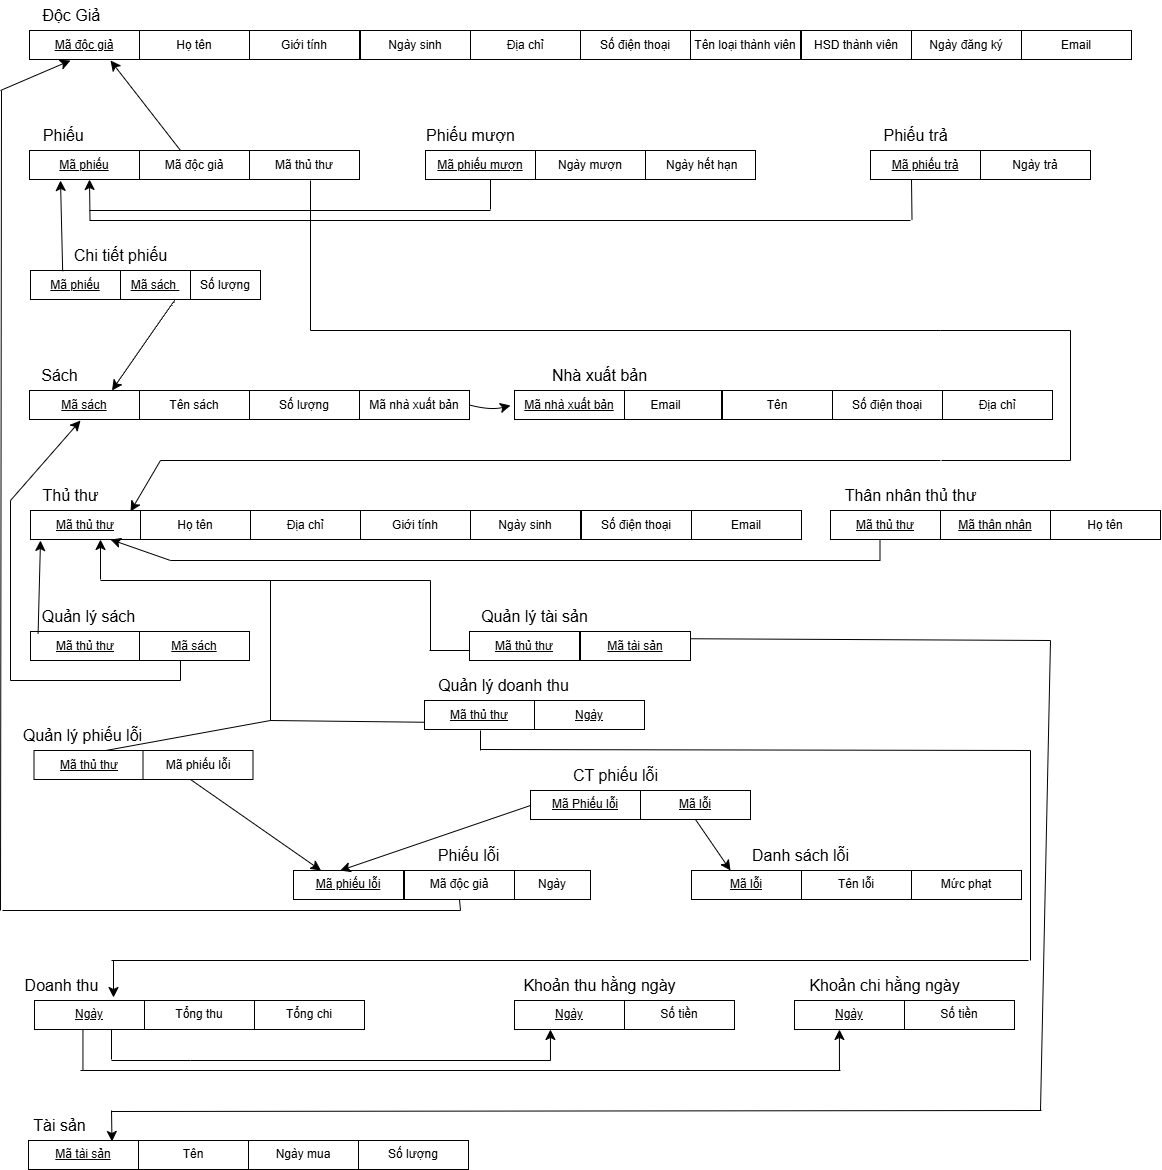 Độc Giả
Mã độc giả Họ tên Giới tính Ngày sinh Địa chỉ Số điện thoại Tên loại thành viên HSD thành viên Ngày đăng ký Email
Phiếu Phiếu mượn Phiếu trả
Mã phiếu Mã độc giả Mã thủ thư Mã phiếu mượn Ngày mượn Ngày hết hạn Mã phiếu trả Ngày trả
Chi tiết phiếu
Mã phiếu Mã sách Số lượng
Sách Nhà xuất bản
Mã sách Tên sách Số lượng Mã nhà xuất bản Mã nhà xuất bản Email Tên Số điện thoại Địa chỉ
Thủ thư Thân nhân thủ thư
Mã thủ thư Họ tên Địa chỉ Giới tính Ngày sinh Số điện thoại Email Mã thủ thư Mã thân nhân Họ tên
Quản lý sách Quản lý tài sản
Mã thủ thư Mã sách Mã thủ thư Mã tài sản
Quản lý doanh thu
Mã thủ thư Ngày
Quản lý phiếu lỗi
Mã thủ thư Mã phiếu lỗi
CT phiếu lỗi
Mã Phiếu lỗi Mã lỗi
Phiếu lỗi Danh sách lỗi
Mã phiếu lỗi Mã độc giả Ngày Mã lỗi Tên lỗi Mức phạt
Doanh thu Khoản thu hằng ngày Khoản chi hằng ngày
Ngày Tổng thu Tổng chi Ngày Số tiền Ngày Số tiền
Tài sản
Mã tài sản Tên Ngày mua Số lượng